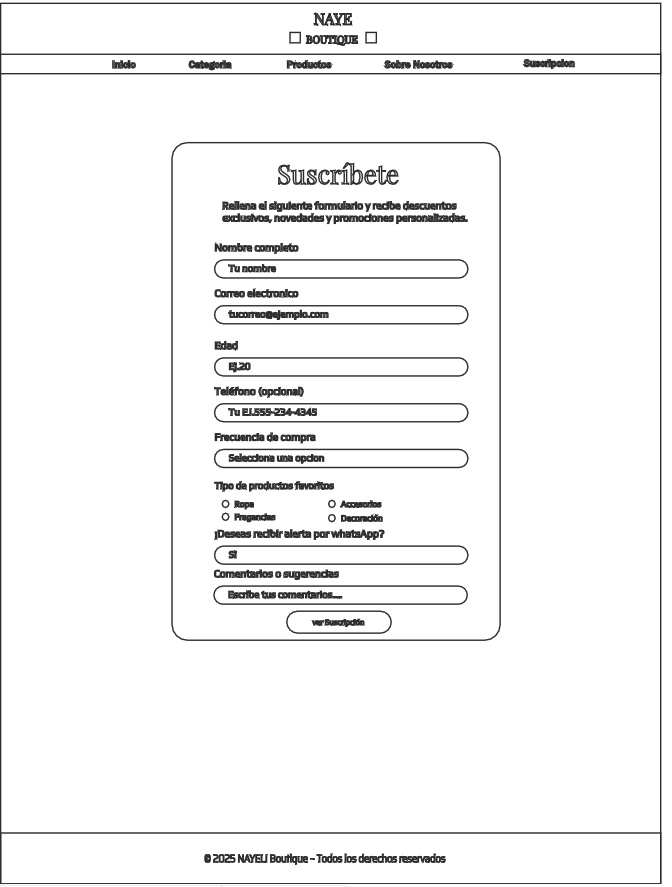 NAYE
BOUTIQUE
Inicio Categoria Productos Sobre Nosotros Suscripcion
Suscríbete
Rellena el siguiente formulario y recibe descuentos
exclusivos, novedades y promociones personalizadas.
Nombre completo
Tu nombre
Correo electronico
tucorreo@ejemplo.com
Edad
Ej.20
Teléfono (opcional)
Tu EJ.555-234-4345
Frecuencia de compra
Selecciona una opcion
Tipo de productos favoritos
Ropa Accesorios
Fragancias Decoración
¡Deseas recibir alerta por whatsApp?
Si
Comentarios o sugerencias
Escribe tus comentarios....
ver Suscripción
© 2025 NAYELI Boutique - Todos los derechos reservados